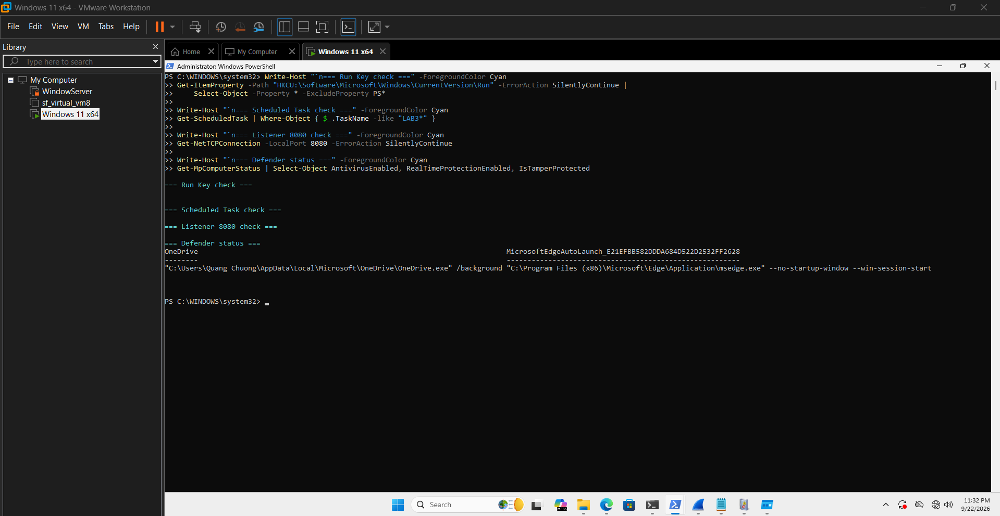 Windows 11 x64 - VMware Workstation
File Edit View VM Tabs Help
Library
Type here to search
My Computer
WindowServer
sf_virtual_vm8
Windows 11 x64
Home
My Computer
Windows 11 x64
Administrator: Windows PowerShell
PS C:\WINDOWS\system32> Write-Host "`n=== Run Key check ===" -ForegroundColor Cyan
>> Get-ItemProperty -Path "HKCU:\Software\Microsoft\Windows\CurrentVersion\Run" -ErrorAction SilentlyContinue |
>>     Select-Object -Property * -ExcludeProperty PS*
>>
>> Write-Host "`n=== Scheduled Task check ===" -ForegroundColor Cyan
>> Get-ScheduledTask | Where-Object { $_.TaskName -like "LAB3*" }
>>
>> Write-Host "`n=== Listener 8080 check ===" -ForegroundColor Cyan
>> Get-NetTCPConnection -LocalPort 8080 -ErrorAction SilentlyContinue
>>
>> Write-Host "`n=== Defender status ===" -ForegroundColor Cyan
>> Get-MpComputerStatus | Select-Object AntivirusEnabled, RealTimeProtectionEnabled, IsTamperProtected
=== Run Key check ===
=== Scheduled Task check ===
=== Listener 8080 check ===
=== Defender status ===
OneDrive MicrosoftEdgeAutoLaunch_E21EFBB582DDDA684D522D2532FF2628
-------- --------------------------------------------------------
"C:\Users\Quang Chuong\AppData\Local\Microsoft\OneDrive\OneDrive.exe" /background "C:\Program Files (x86)\Microsoft\Edge\Application\msedge.exe" --no-startup-window --win-session-start
PS C:\WINDOWS\system32>
Search
M365
11:32 PM
9/22/2026